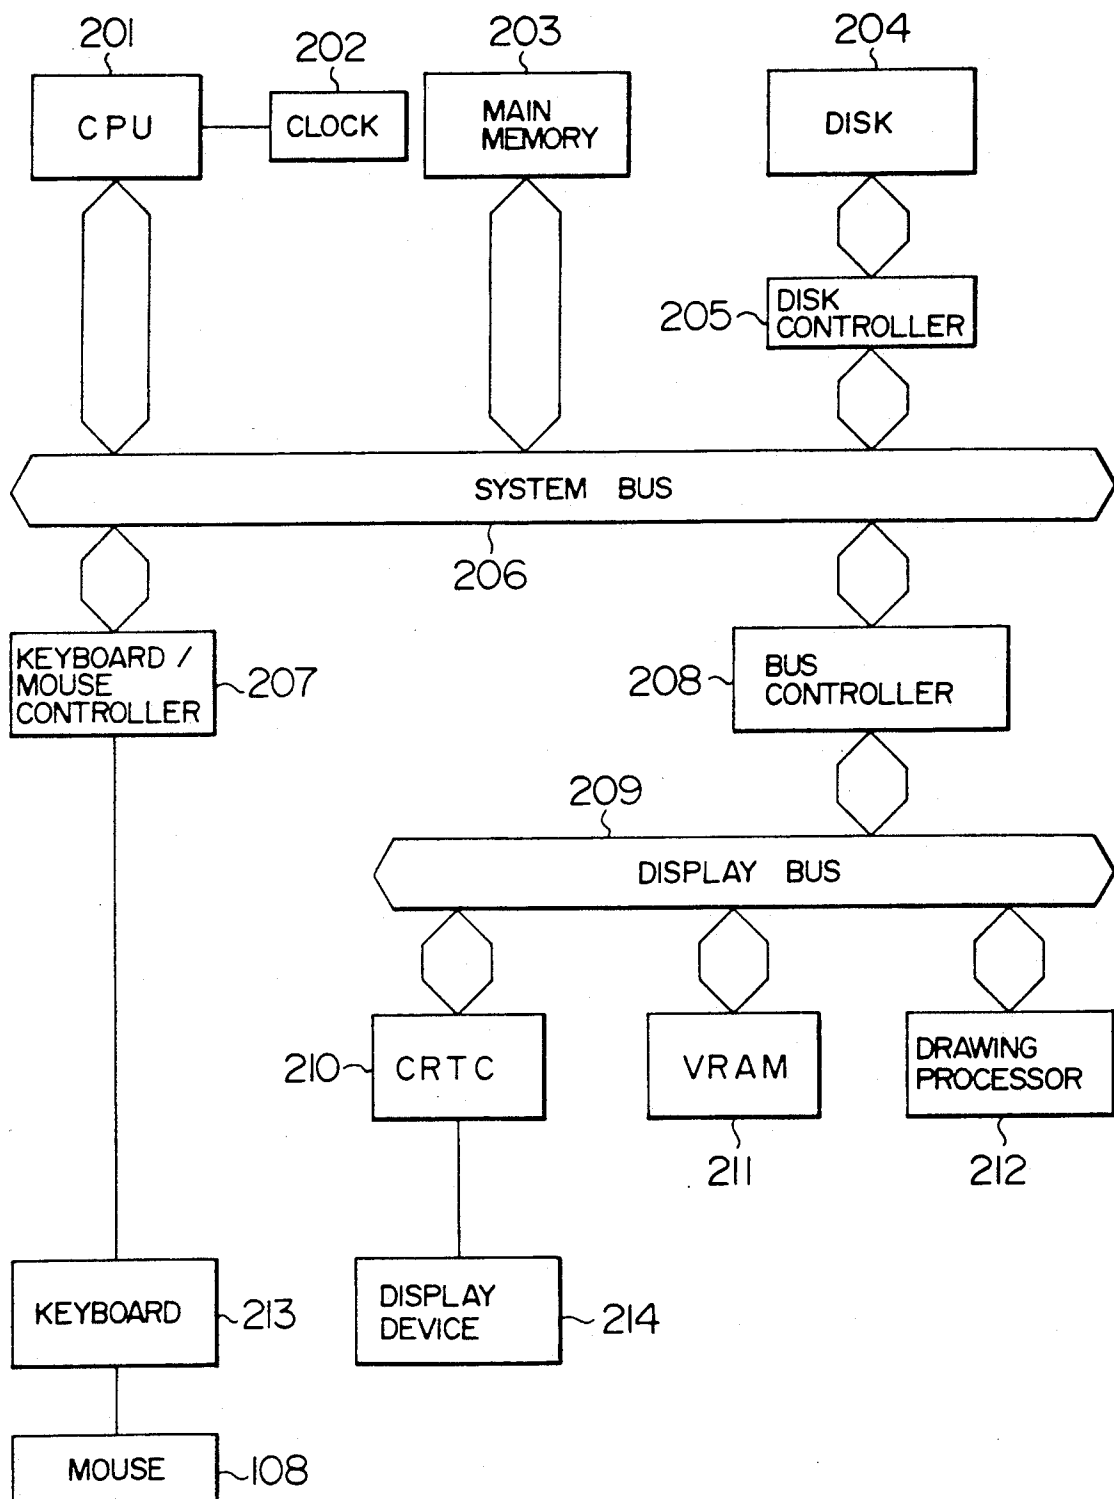 201
202
203
204
CPU
CLOCK
MAIN
MEMORY
DISK
205
DISK
CONTROLLER
SYSTEM BUS
206
KEYBOARD /
MOUSE
CONTROLLER
207
208
BUS
CONTROLLER
209
DISPLAY BUS
210
CRTC
VRAM
DRAWING
PROCESSOR
211
212
KEYBOARD
213
DISPLAY
DEVICE
214
MOUSE
108